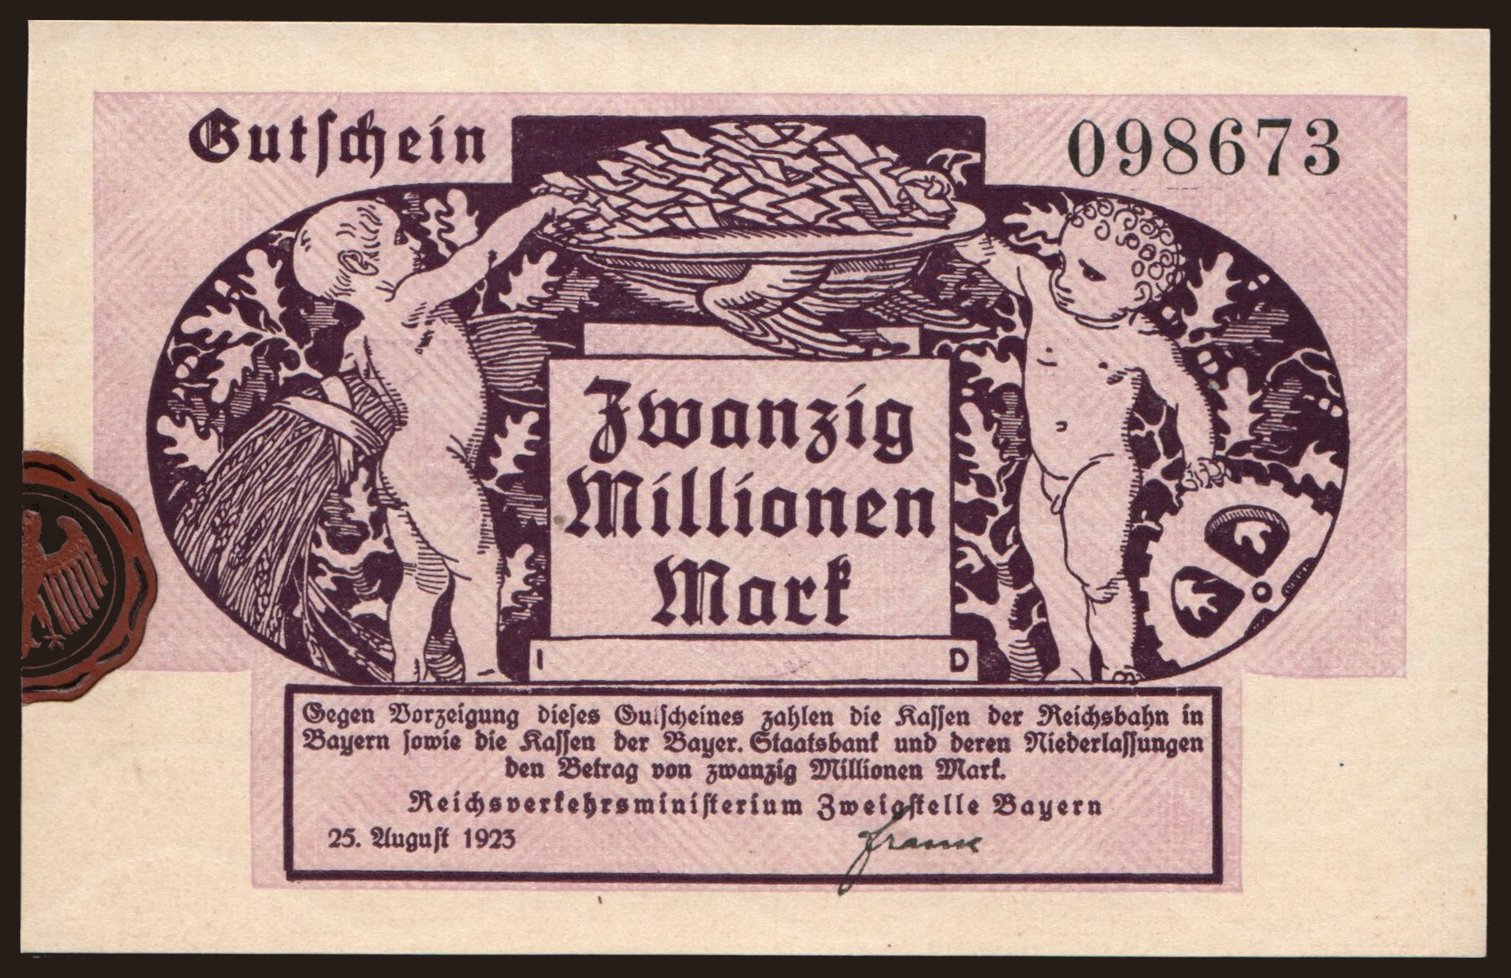 Gutschein
098673
Zwanzig
Millionen
Mark
I D
Gegen Vorzeigung dieses Gutscheines zahlen die Kassen der Reichsbahn in
Bayern sowie die Kassen der Bayer. Staatsbank und deren Niederlassungen
den Betrag von zwanzig Millionen Mark.
Reichsverkehrsministerium Zweigstelle Bayern
25. August 1923